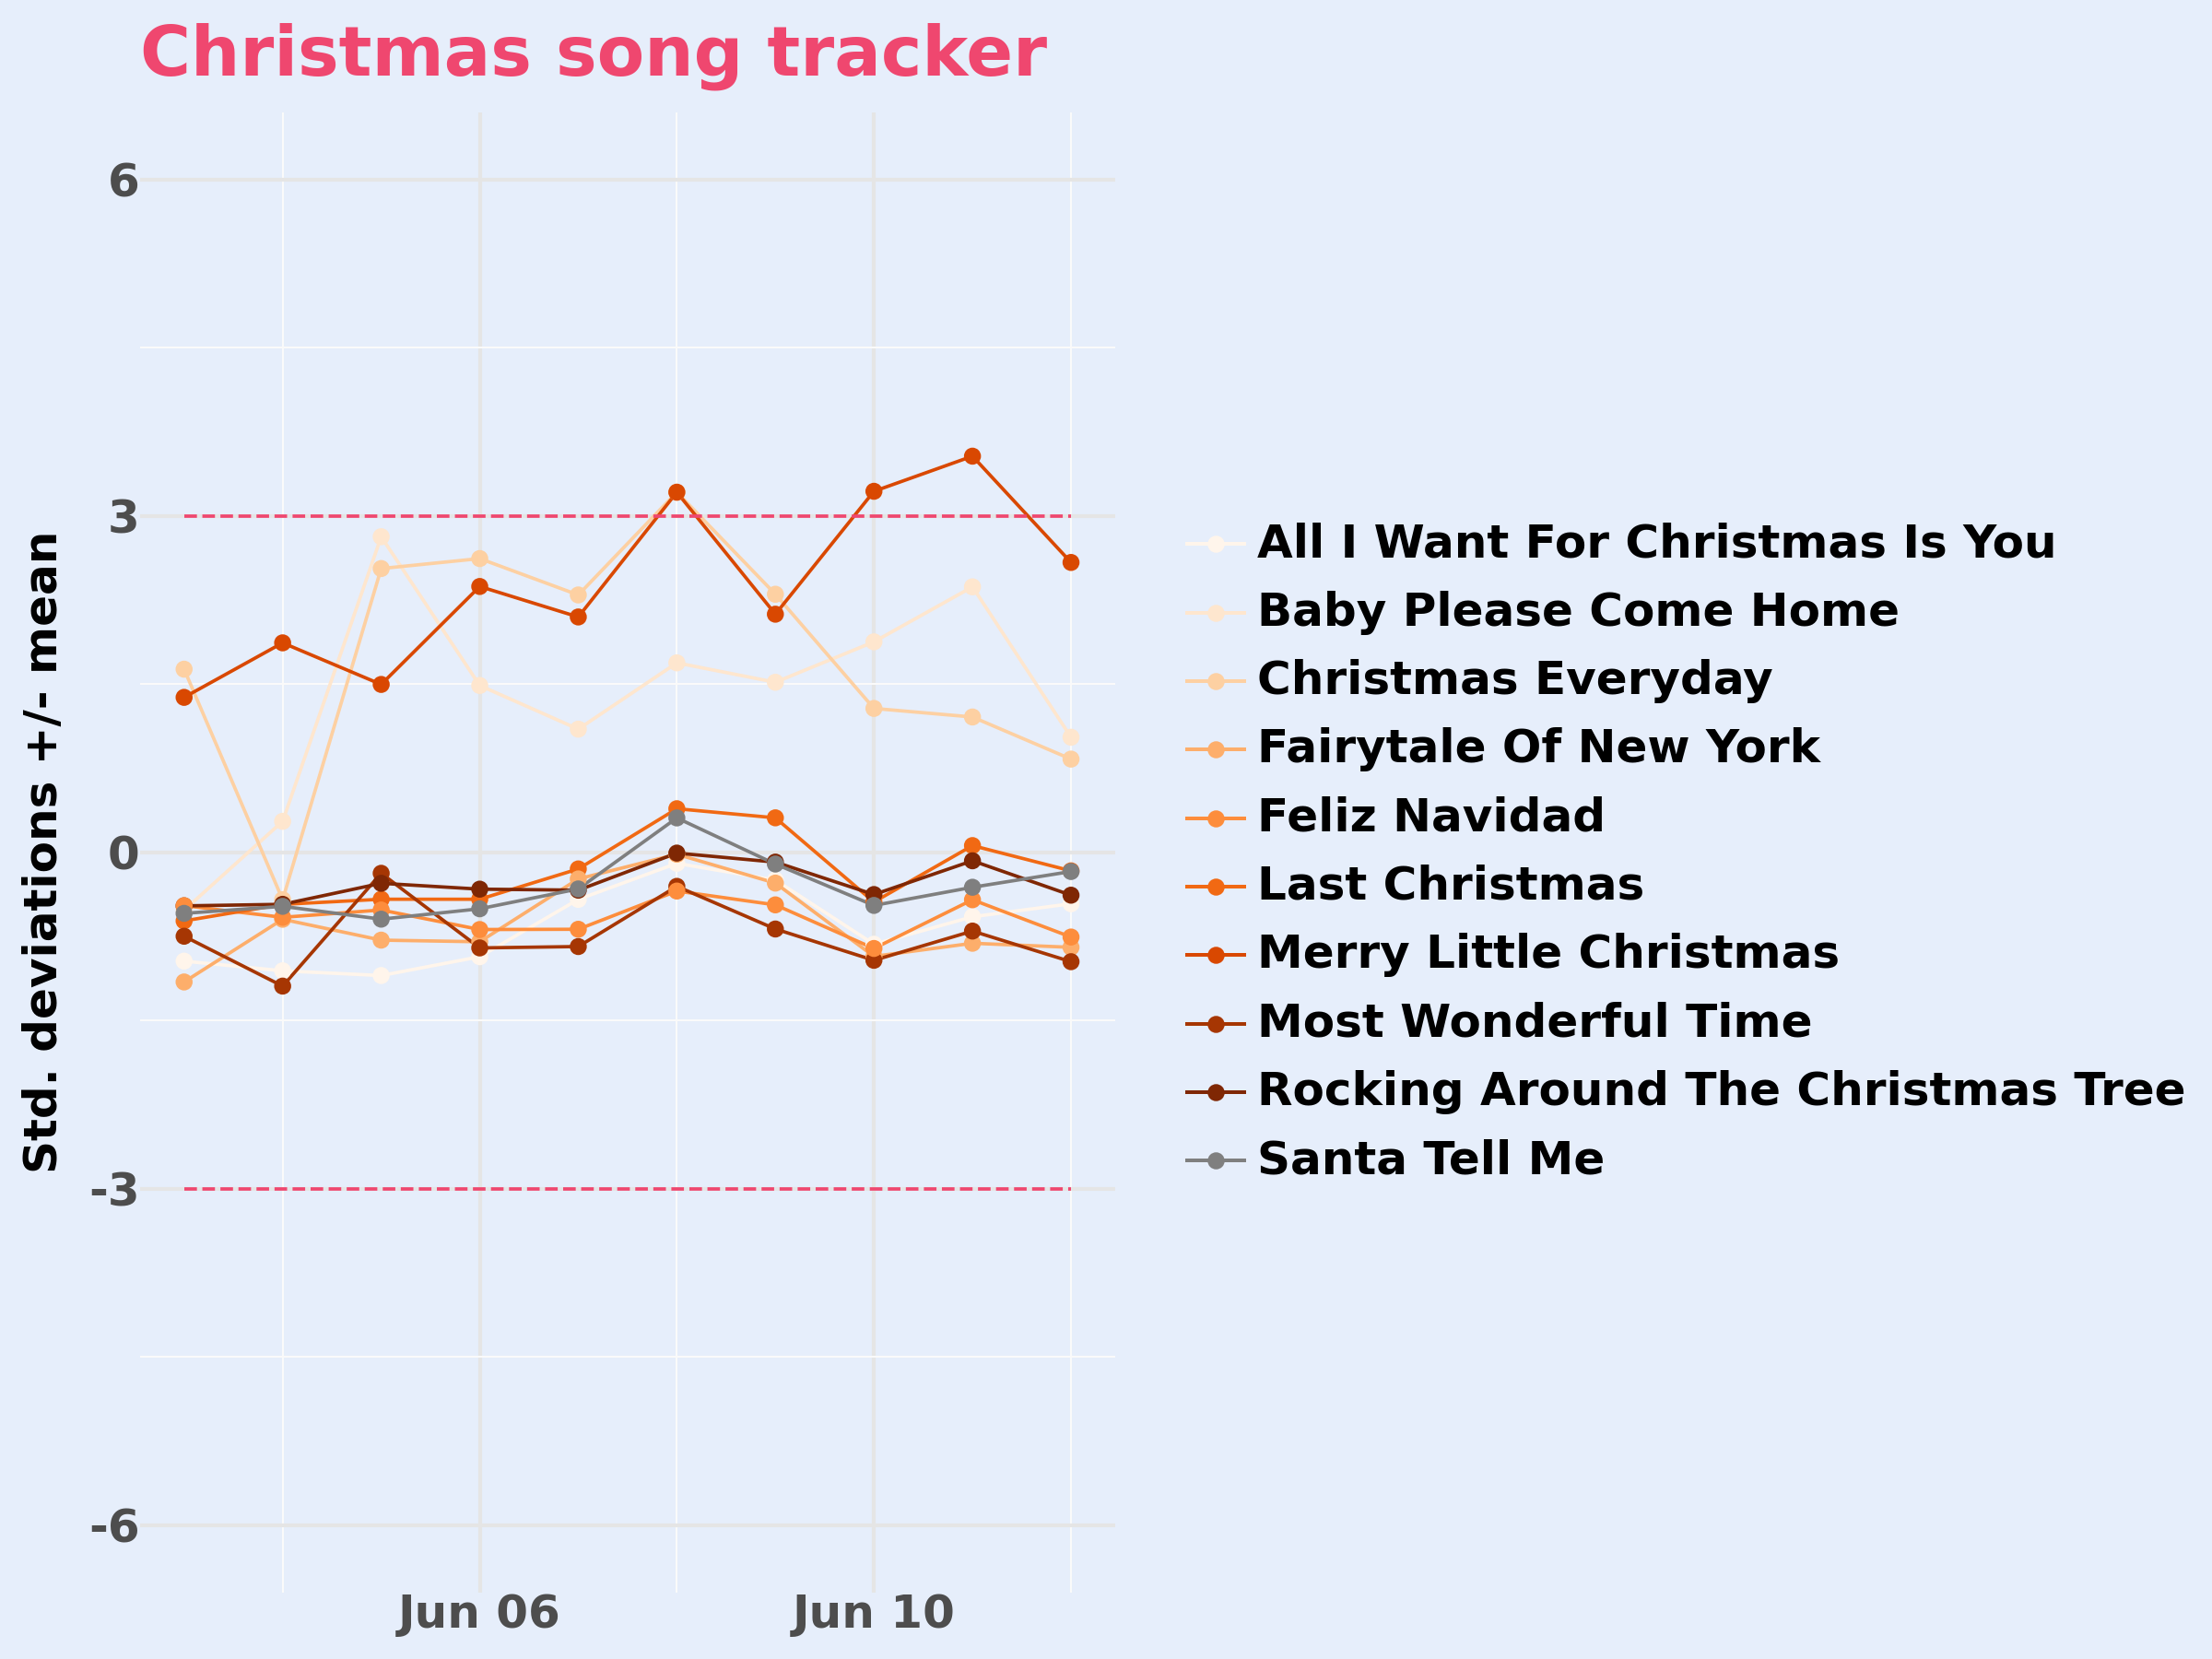 Christmas song tracker
Std. deviations +/- mean
6
3
0
-3
-6
Jun 06
Jun 10
All I Want For Christmas Is You
Baby Please Come Home
Christmas Everyday
Fairytale Of New York
Feliz Navidad
Last Christmas
Merry Little Christmas
Most Wonderful Time
Rocking Around The Christmas Tree
Santa Tell Me